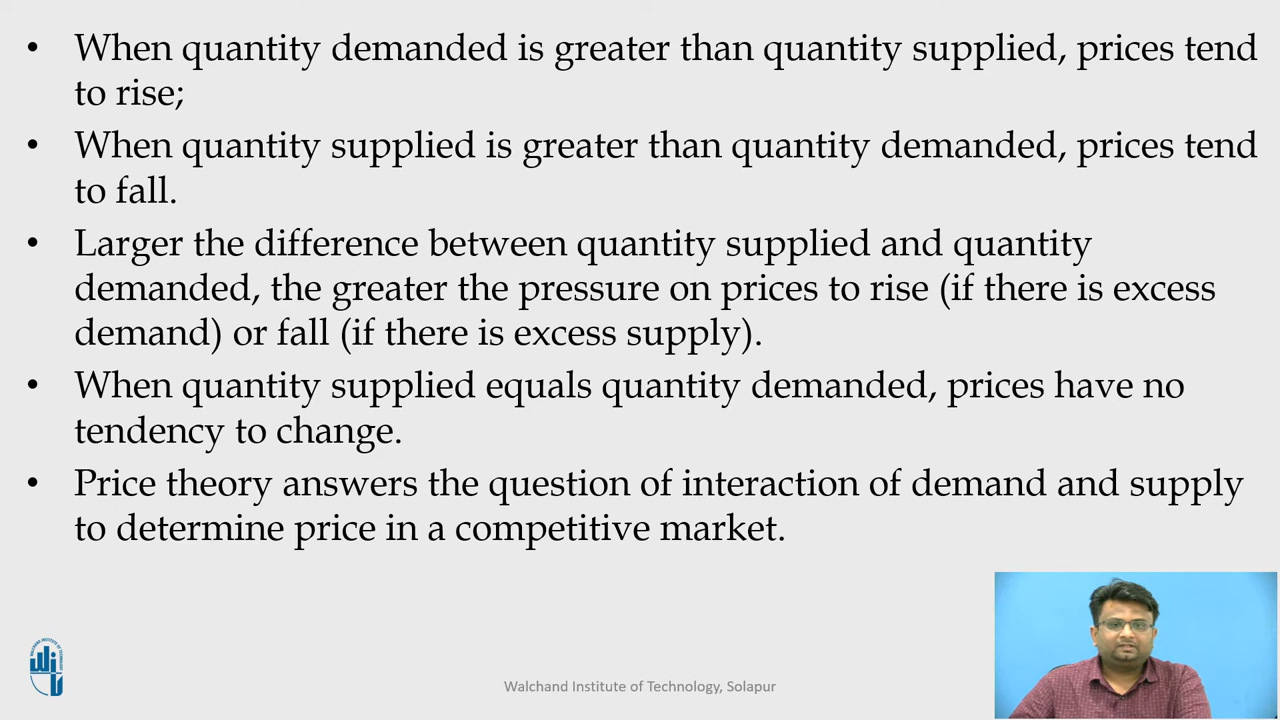 • When quantity demanded is greater than quantity supplied, prices tend
to rise;
• When quantity supplied is greater than quantity demanded, prices tend
to fall.
• Larger the difference between quantity supplied and quantity
demanded, the greater the pressure on prices to rise (if there is excess
demand) or fall (if there is excess supply).
• When quantity supplied equals quantity demanded, prices have no
tendency to change.
• Price theory answers the question of interaction of demand and supply
to determine price in a competitive market.
WALCHAND INSTITUTE OF TECHNOLOGY
Walchand Institute of Technology, Solapur